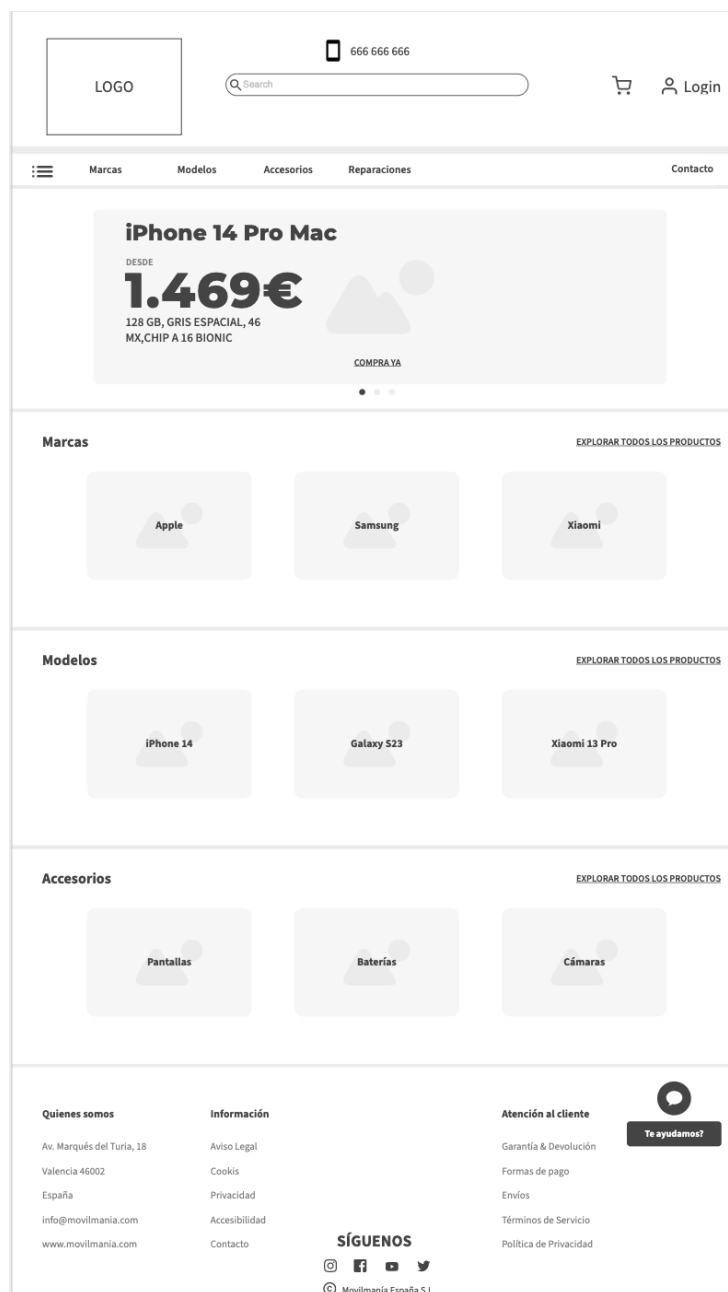 666 666 666
LOGO
Search
Login
Marcas
Modelos
Accesorios
Reparaciones
Contacto
iPhone 14 Pro Mac
DESDE
1.469€
128 GB, GRIS ESPACIAL, 46
MX,CHIP A 16 BIONIC
COMPRA YA
Marcas
EXPLORAR TODOS LOS PRODUCTOS
Apple
Samsung
Xiaomi
Modelos
EXPLORAR TODOS LOS PRODUCTOS
iPhone 14
Galaxy S23
Xiaomi 13 Pro
Accesorios
EXPLORAR TODOS LOS PRODUCTOS
Pantallas
Baterías
Cámaras
Quienes somos
Av. Marqués del Turia, 18
Valencia 46002
España
info@movilmania.com
www.movilmania.com
Información
Aviso Legal
Cookis
Privacidad
Accesibilidad
Contacto
Atención al cliente
Garantía & Devolución
Formas de pago
Envíos
Términos de Servicio
Política de Privacidad
Te ayudamos?
SÍGUENOS
© Movilmanía España S.L